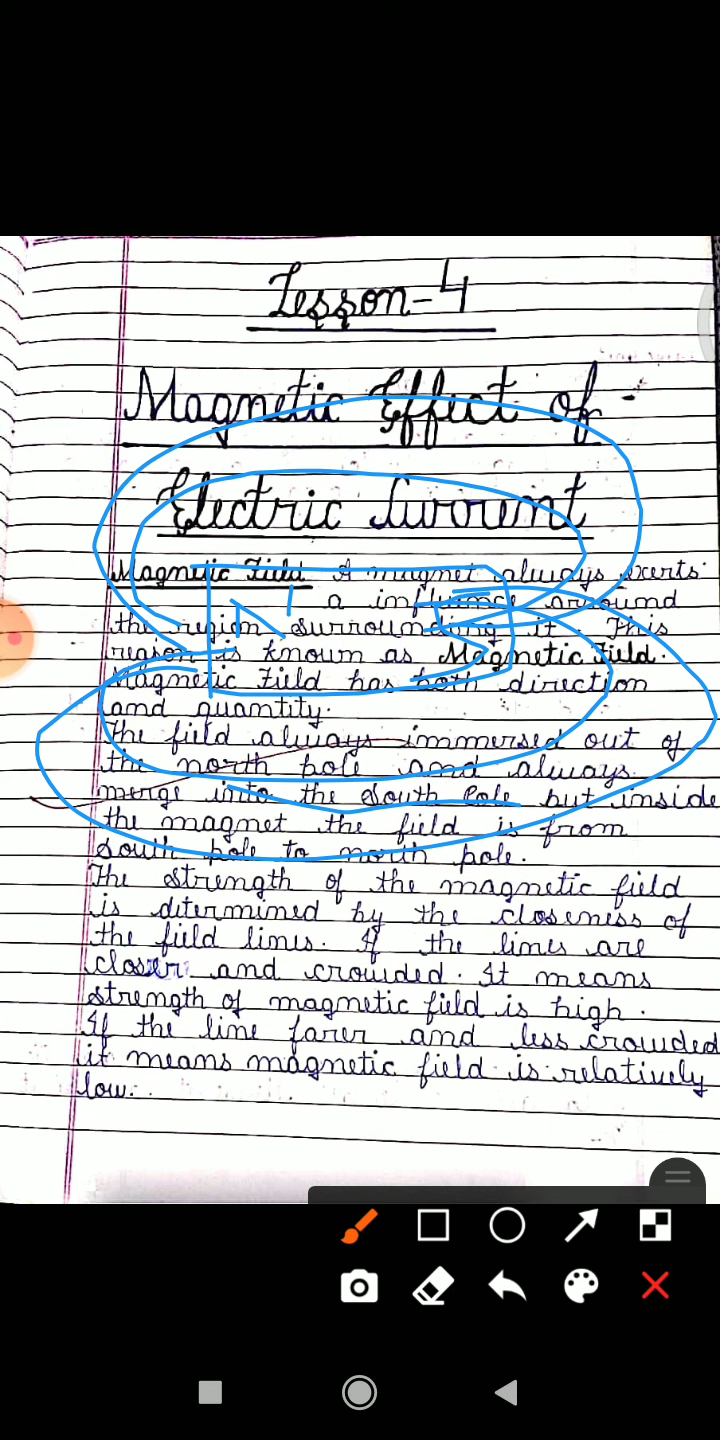 Lesson-4
Magnetic Effect of
Electric Current
Magnetic Field A magnet always exerts
a influence around
the region surrounding it This
reason is known as Magnetic Field.
Magnetic Field has both direction
and quantity.
The field always immersed out of
the north pole and always
merge into the South Pole but inside
the magnet the field is from
south pole to north pole.
The strength of the magnetic field
is determined by the closeness of
the field lines. If the lines are
closer and crowded. It means
strength of magnetic field is high.
If the line farer and less crowded
it means magnetic field is relatively
low.
N